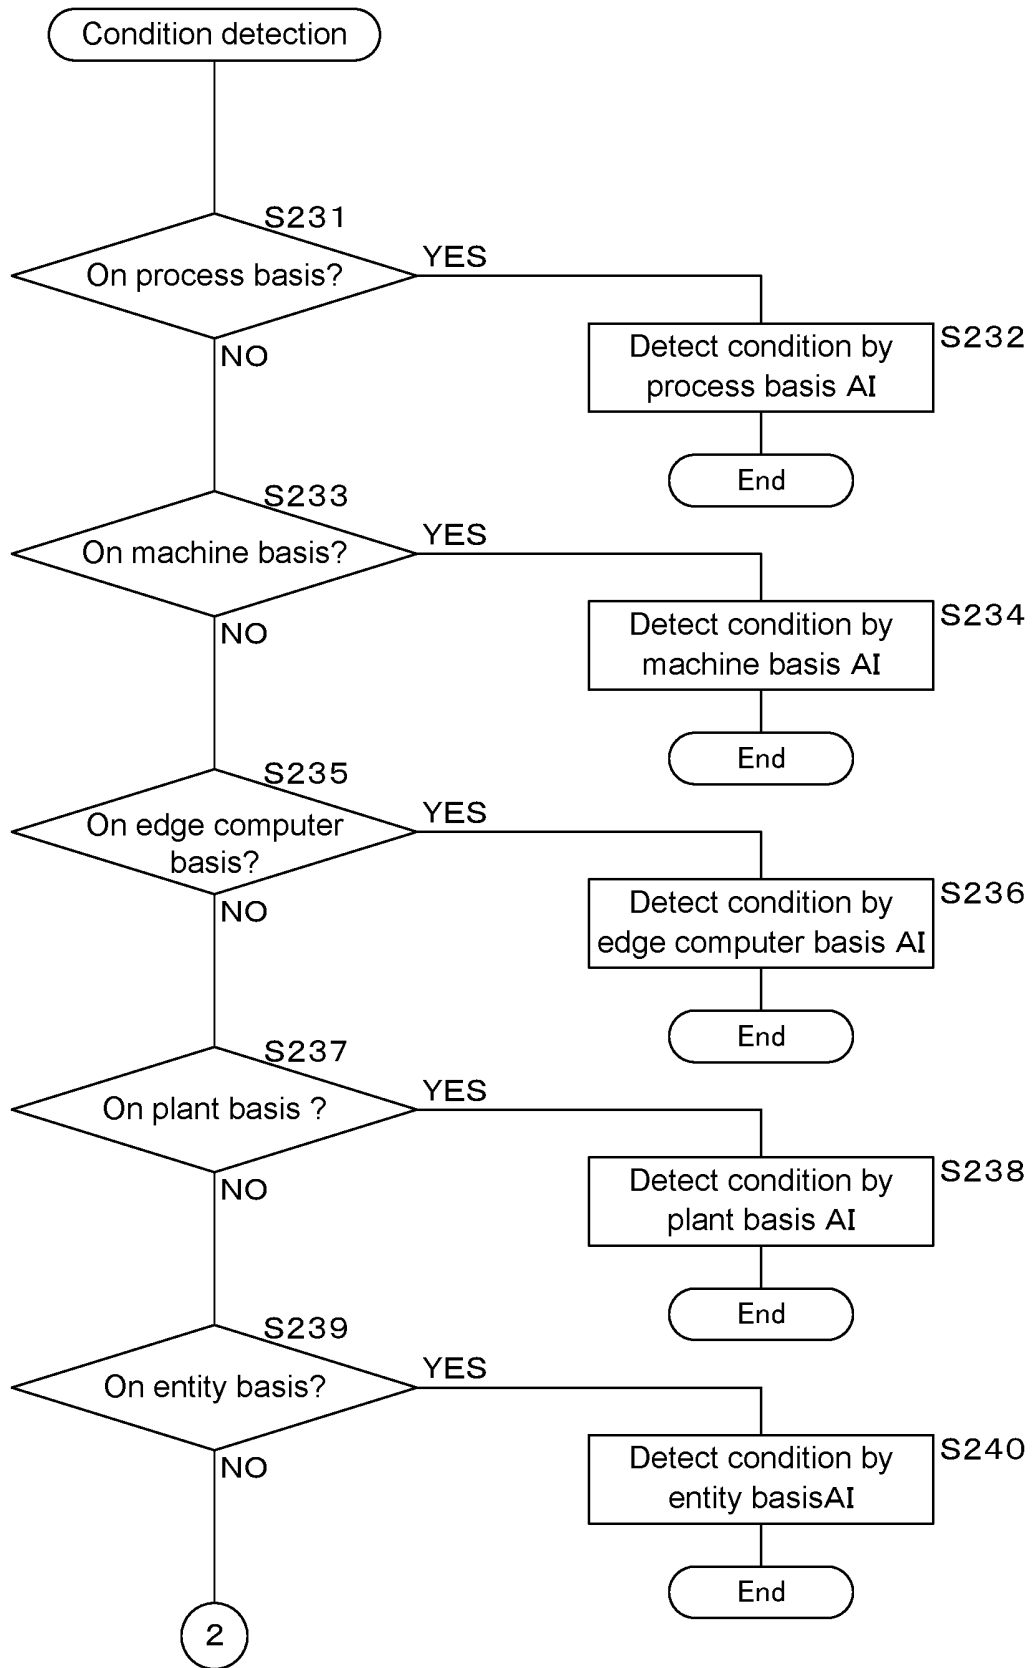 Condition detection
S231
On process basis?
YES
NO
Detect condition by
process basis AI
S232
End
S233
On machine basis?
YES
NO
Detect condition by
machine basis AI
S234
End
S235
On edge computer
basis?
YES
NO
Detect condition by
edge computer basis AI
S236
End
S237
On plant basis ?
YES
NO
Detect condition by
plant basis AI
S238
End
S239
On entity basis?
YES
NO
Detect condition by
entity basisAI
S240
End
2